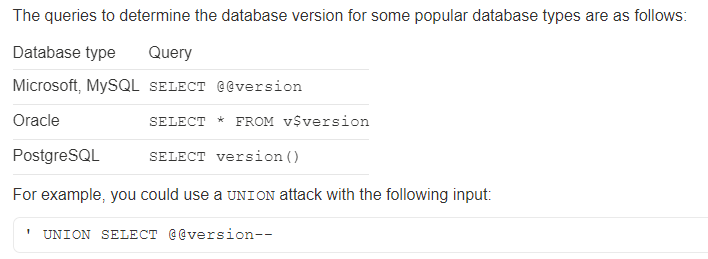 The queries to determine the database version for some popular database types are as follows:
Database type Query
Microsoft, MySQL SELECT @@version
Oracle SELECT * FROM v$version
PostgreSQL SELECT version()
For example, you could use a UNION attack with the following input:
' UNION SELECT @@version--